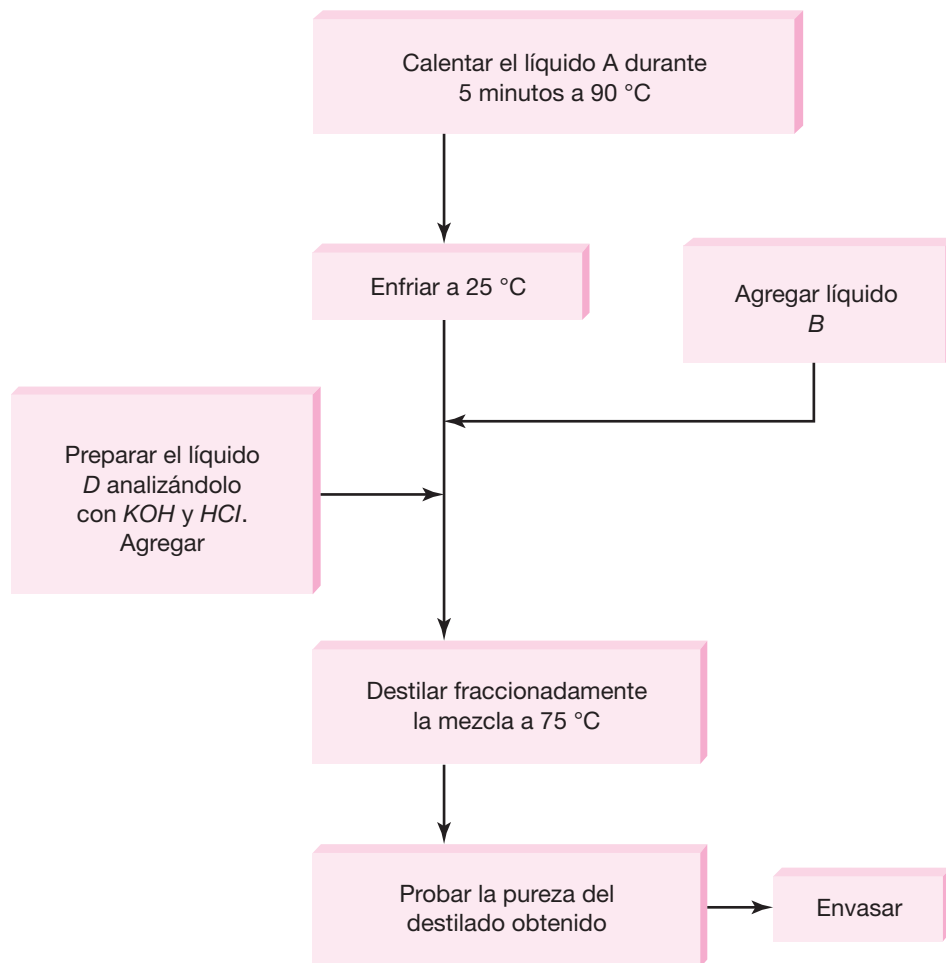 Calentar el líquido A durante
5 minutos a 90 °C
Enfriar a 25 °C
Agregar líquido
B
Preparar el líquido
D analizándolo
con KOH y HCl.
Agregar
Destilar fraccionadamente
la mezcla a 75 °C
Probar la pureza del
destilado obtenido
Envasar